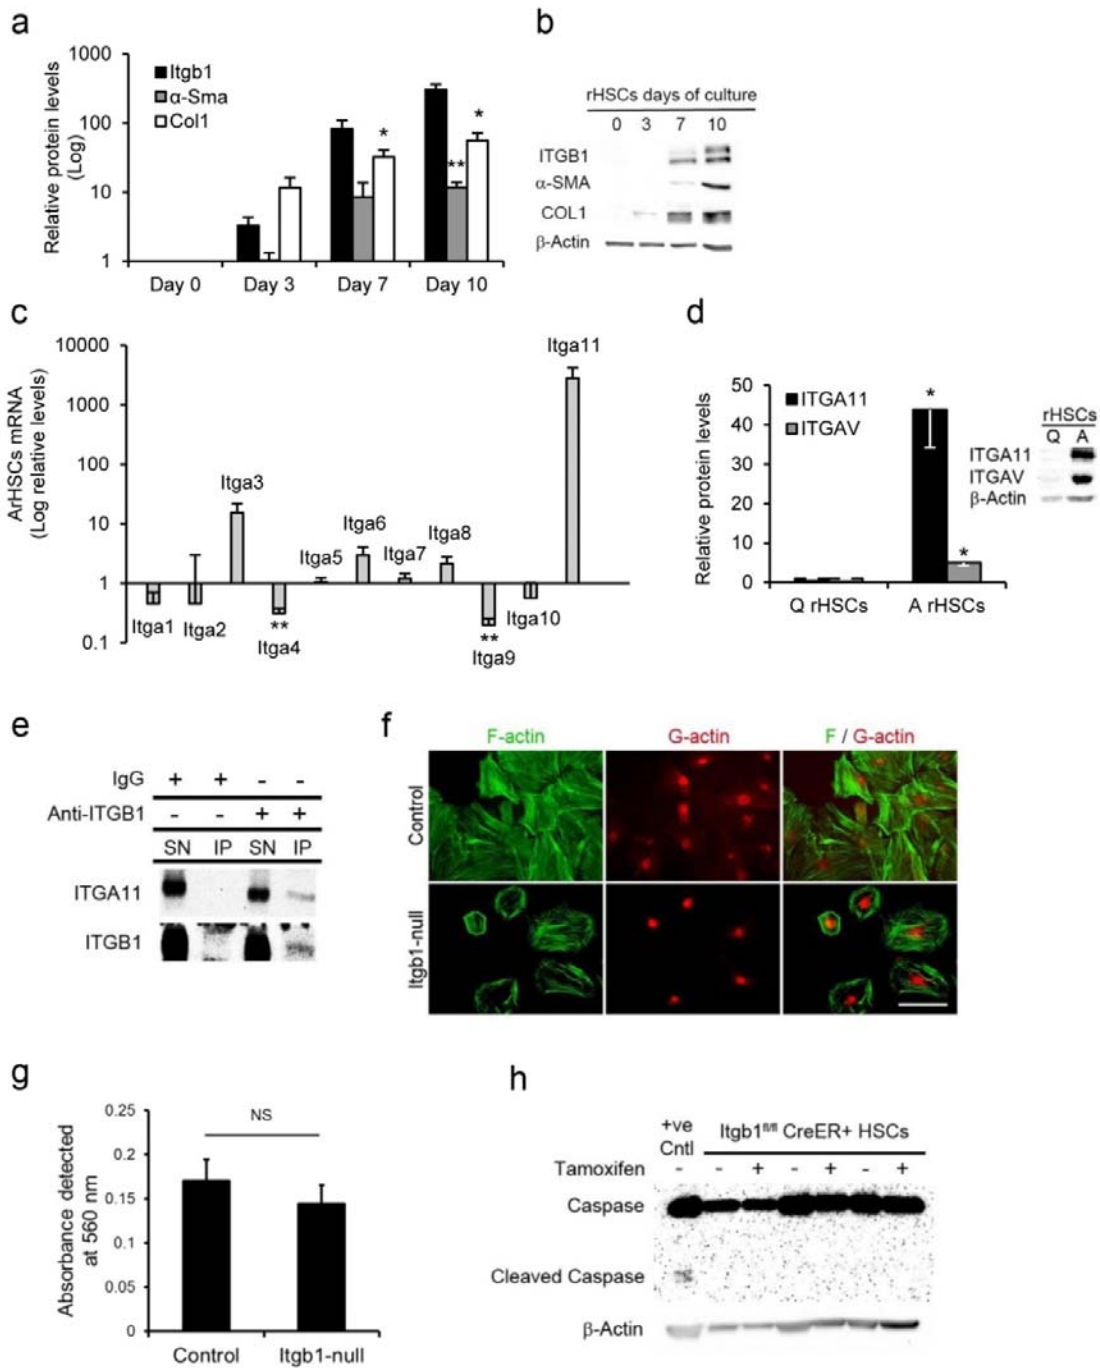 a
1000
100
10
1
Relative protein levels
(Log)
Itgb1
α-Sma
Col1
*
**
*
Day 0 Day 3 Day 7 Day 10
b
rHSCs days of culture
0 3 7 10
ITGB1
α-SMA
COL1
β-Actin
c
ArHSCs mRNA
(Log relative levels)
10000
1000
100
10
1
0.1
Itga11
Itga3
Itga6
Itga8
Itga5
Itga7
Itga1
Itga2
**
Itga4
Itga10
**
Itga9
d
Relative protein levels
50
40
30
20
10
0
ITGA11
ITGAV
*
*
Q rHSCs A rHSCs
rHSCs
Q A
ITGA11
ITGAV
β-Actin
e
IgG + + - -
Anti-ITGB1 - - + +
SN IP SN IP
ITGA11
ITGB1
f
F-actin G-actin F / G-actin
Control
Itgb1-null
g
Absorbance detected
at 560 nm
0.25
0.2
0.15
0.1
0.05
0
NS
Control Itgb1-null
h
+ve
Cntl
Itgb1fl/fl CreER+ HSCs
Tamoxifen - - + - + - +
Caspase
Cleaved Caspase
β-Actin